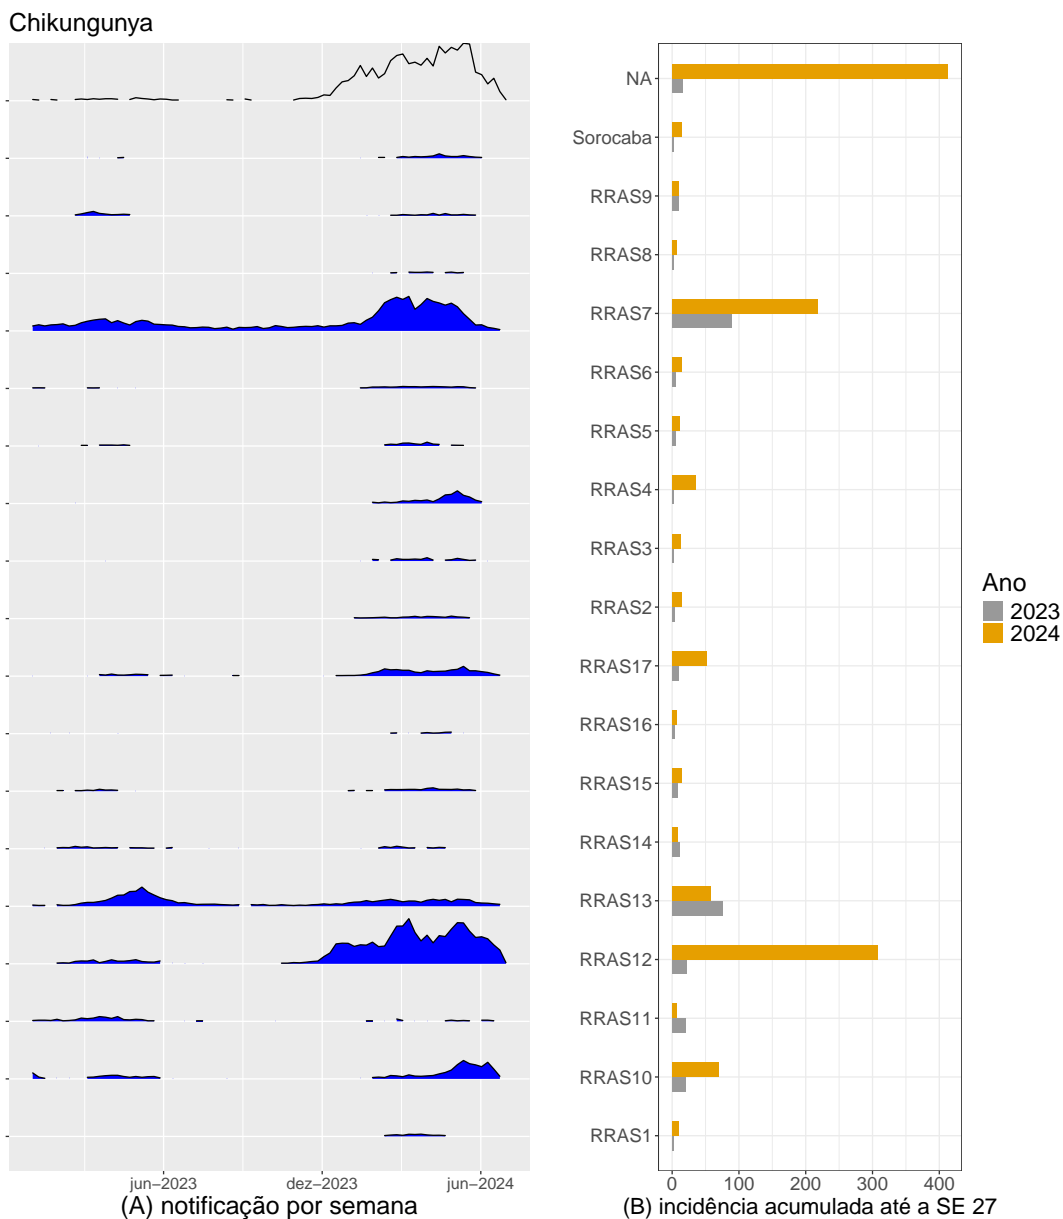 Chikungunya
NA
Sorocaba
RRAS9
RRAS8
RRAS7
RRAS6
RRAS5
RRAS4
RRAS3
RRAS2
RRAS17
RRAS16
RRAS15
RRAS14
RRAS13
RRAS12
RRAS11
RRAS10
RRAS1
Ano
2023
2024
jun−2023 dez−2023 jun−2024
0 100 200 300 400
(A) notificação por semana
(B) incidência acumulada até a SE 27